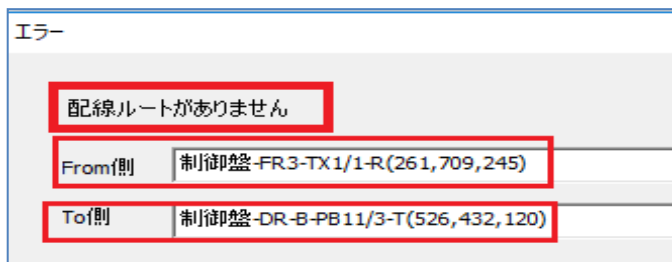 エラー
配線ルートがありません
From側 制御盤-FR3-TX1/1-R(261,709,245)
To側 制御盤-DR-B-PB11/3-T(526,432,120)